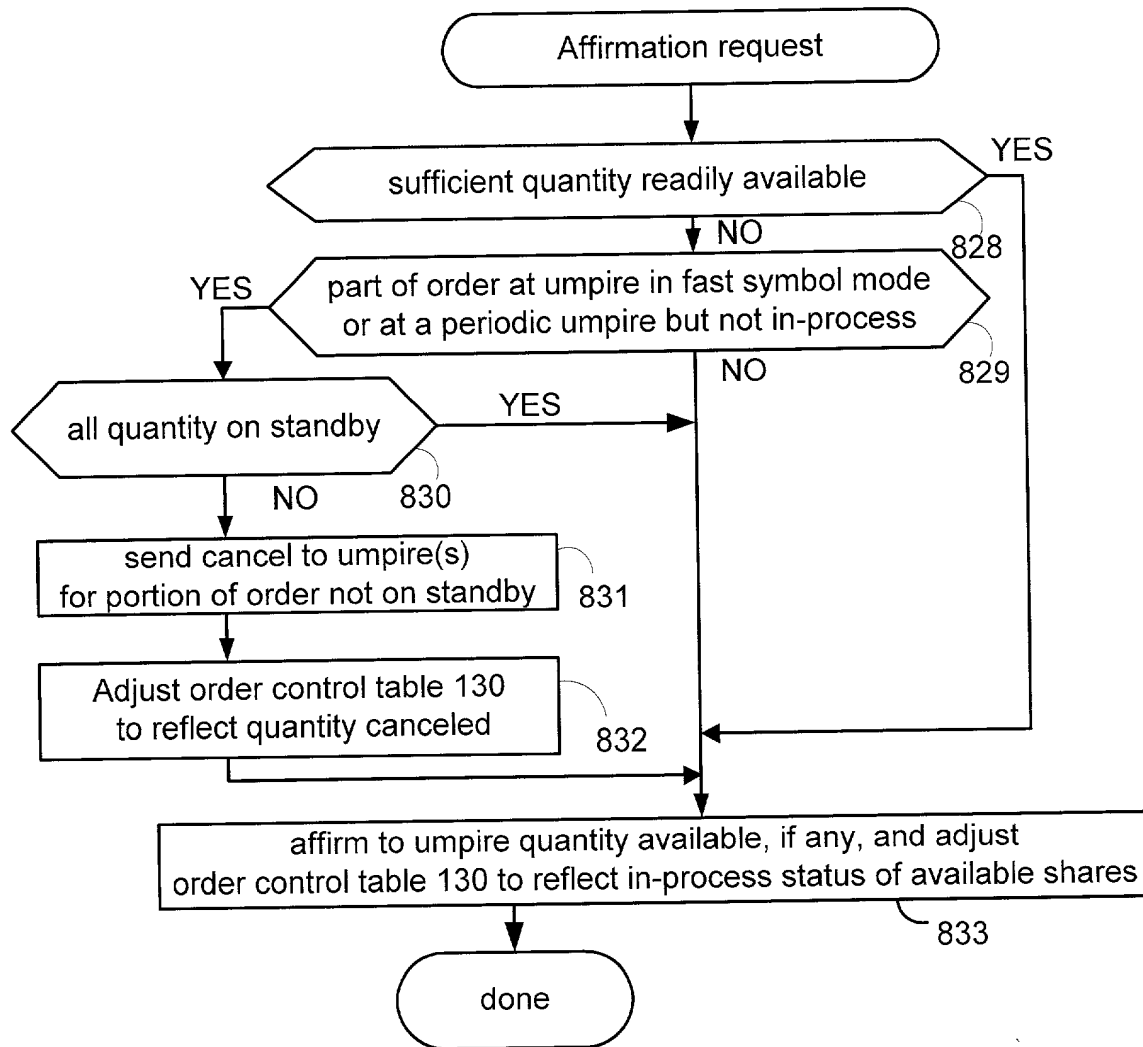 Affirmation request
YES
sufficient quantity readily available
NO
828
YES
part of order at umpire in fast symbol mode
or at a periodic umpire but not in-process
NO
829
all quantity on standby
YES
NO
830
send cancel to umpire(s)
for portion of order not on standby
831
Adjust order control table 130
to reflect quantity canceled
832
affirm to umpire quantity available, if any, and adjust
order control table 130 to reflect in-process status of available shares
833
done